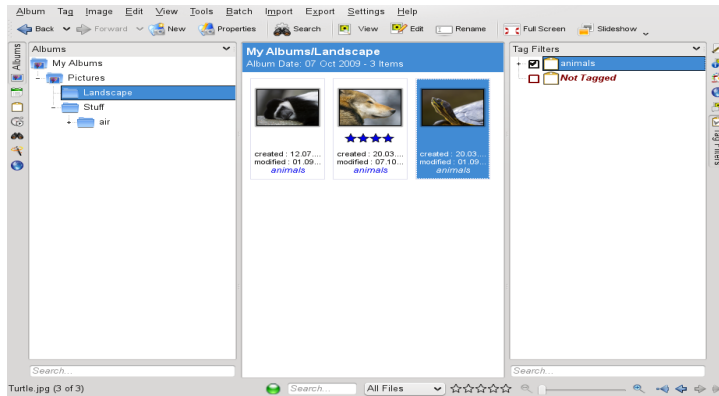 Album Tag Image Edit View Tools Batch Import Export Settings Help
Back Forward New Properties Search View Edit Rename Full Screen Slideshow
Albums
Albums
My Albums
Pictures
Landscape
Stuff
air
Search...
My Albums/Landscape
Album Date: 07 Oct 2009 - 3 Items
created : 12.07....
modified : 01.09...
animals
created : 20.03....
modified : 07.10...
animals
created : 20.03....
modified : 01.09...
animals
Tag Filters
animals
Not Tagged
Search...
Tag Filters
Turtle.jpg (3 of 3)
Search...
All Files